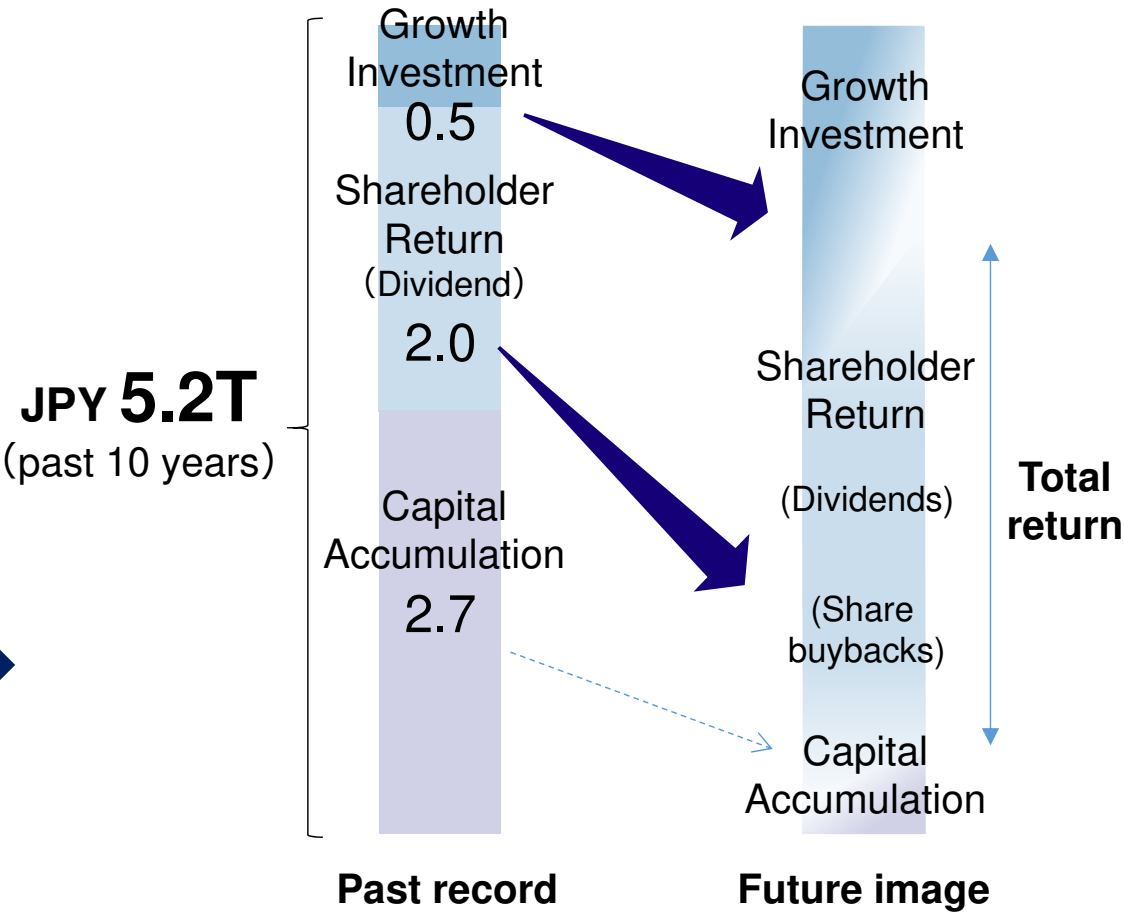 JPY 5.2T
（past 10 years）
Growth
Investment
0.5
Shareholder
Return
（Dividend）
2.0
Capital
Accumulation
2.7
Past record
Growth
Investment
Shareholder
Return
(Dividends)
(Share
buybacks)
Capital
Accumulation
Future image
Total
return